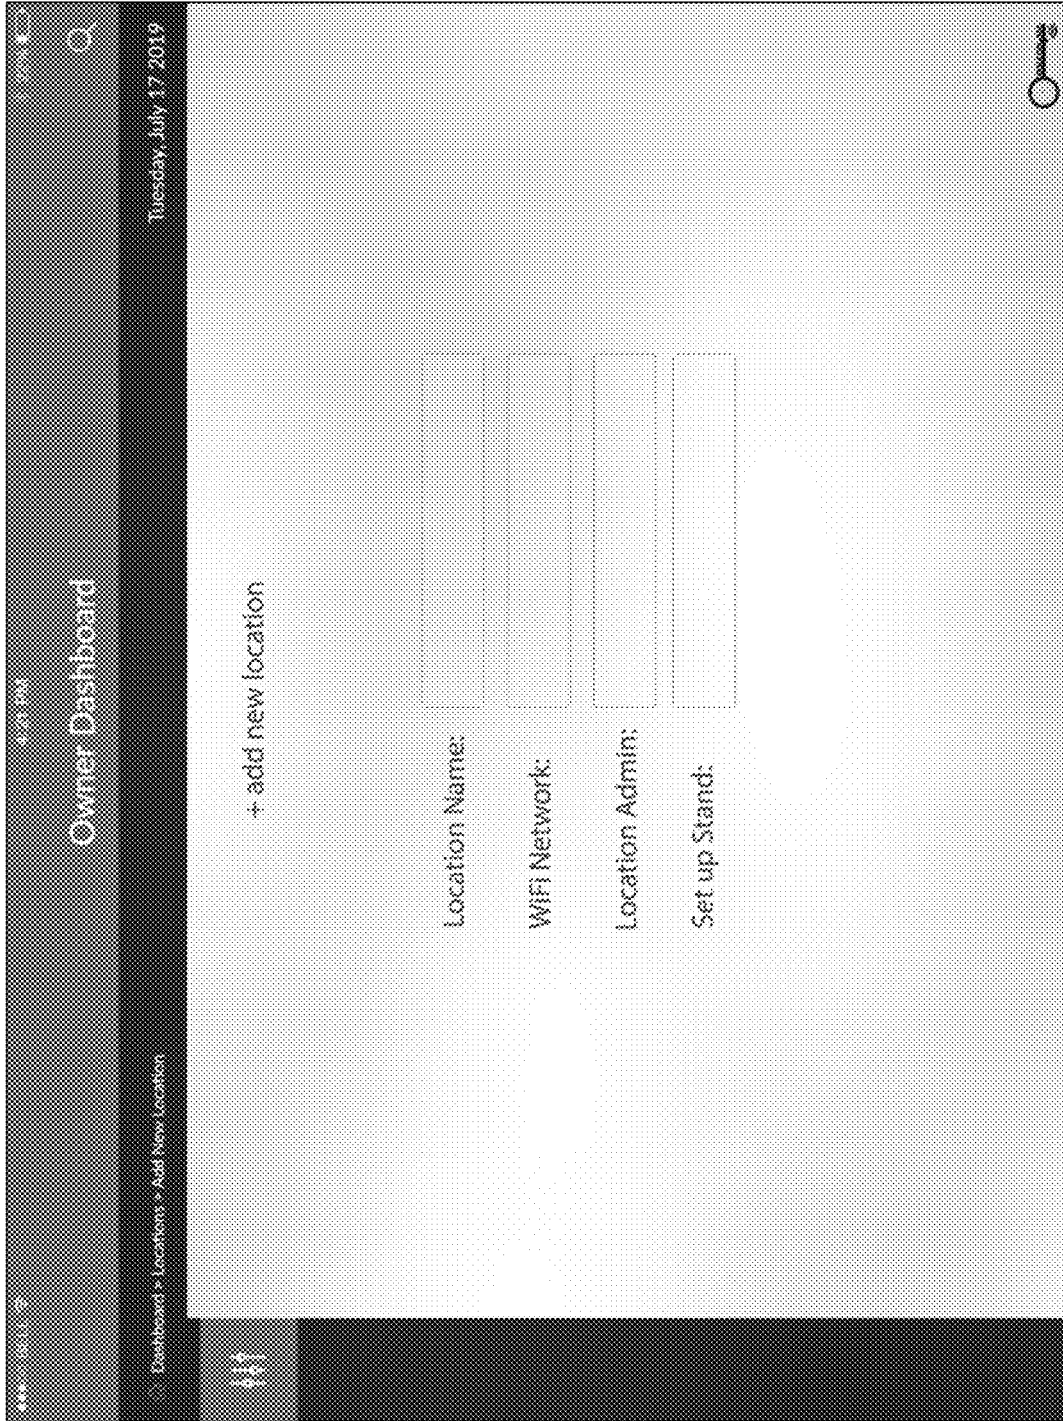 Owner Dashboard
Dashboard > Locations > Add New Location
Tuesday, July 17 2019
+ add new location
Location Name:
WiFi Network:
Location Admin:
Set up Stand: